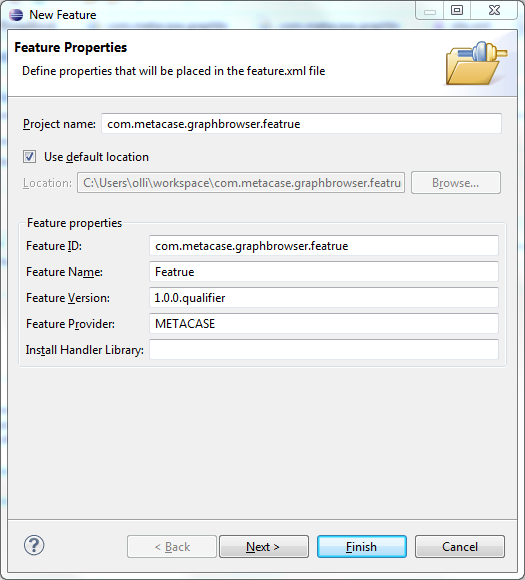 New Feature
Feature Properties
Define properties that will be placed in the feature.xml file
Project name: com.metacase.graphbrowser.featrue
Use default location
Location: C:\Users\olli\workspace\com.metacase.graphbrowser.featru Browse...
Feature properties
Feature ID: com.metacase.graphbrowser.featrue
Feature Name: Featrue
Feature Version: 1.0.0.qualifier
Feature Provider: METACASE
Install Handler Library:
? < Back Next > Finish Cancel